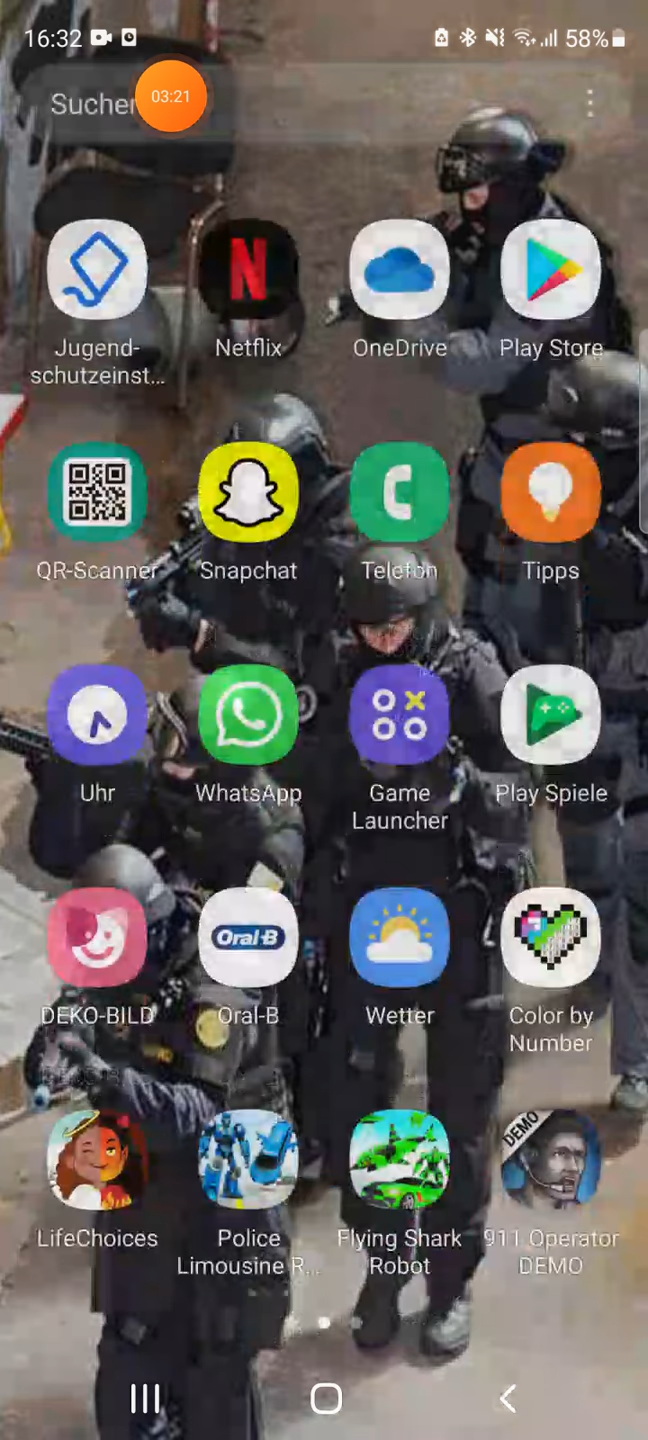 16:32 58%
Suchen 03:21
Jugend-
schutzeinst...
Netflix
OneDrive
Play Store
QR-Scanner
Snapchat
Telefon
Tipps
Uhr
WhatsApp
Game
Launcher
Play Spiele
DEKO-BILD
Oral-B
Oral-B
Wetter
Color by
Number
LifeChoices
Police
Limousine R...
Flying Shark
Robot
DEMO
911 Operator
DEMO